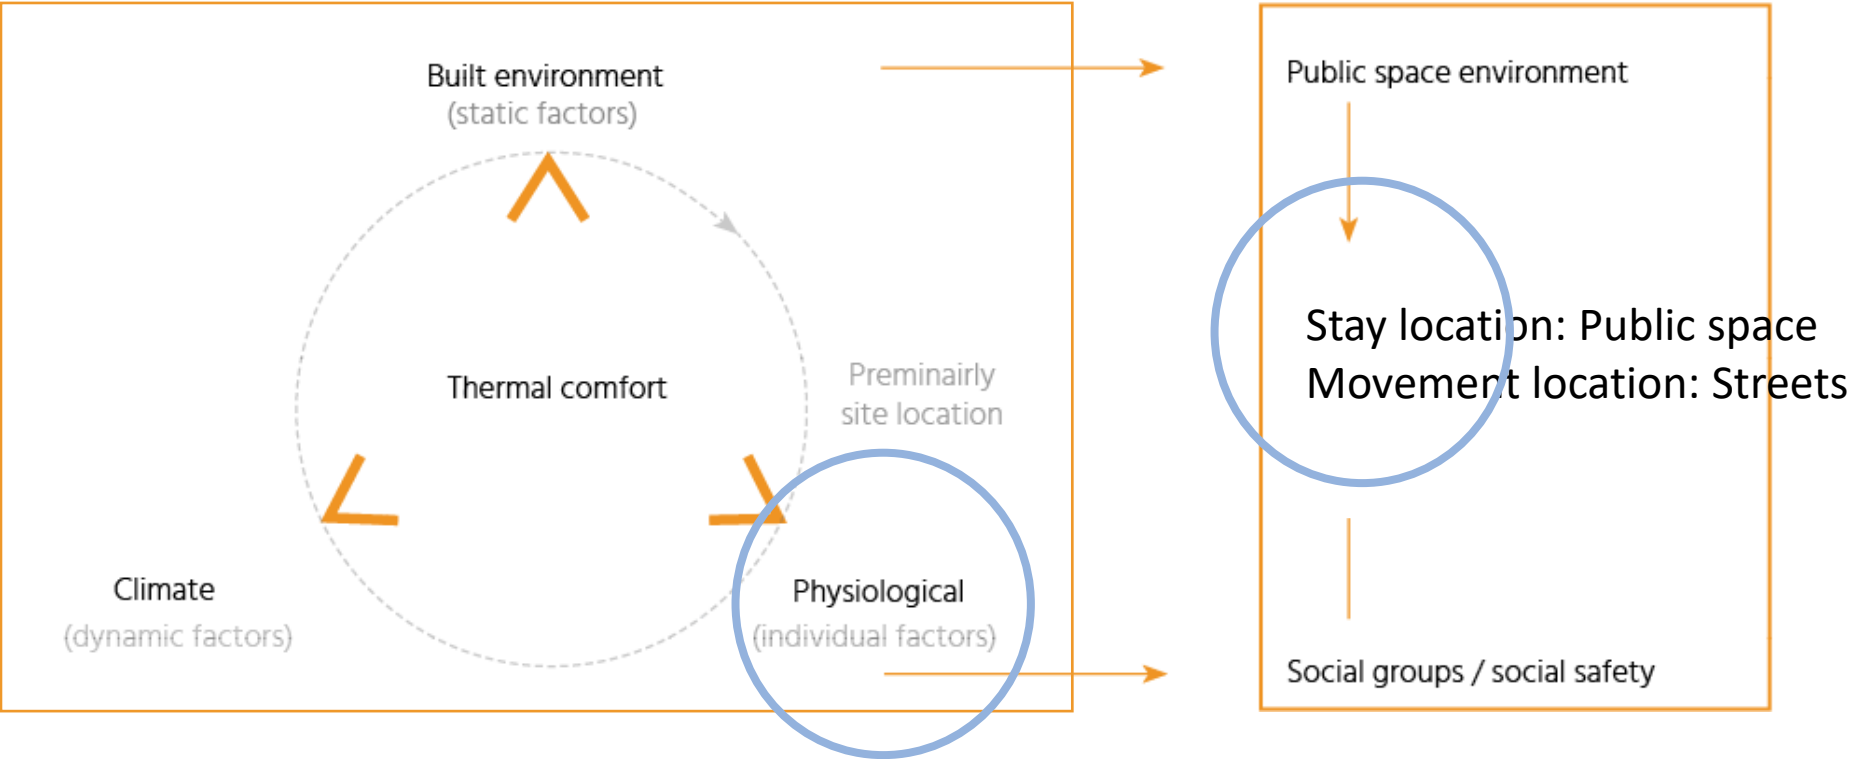 Built environment
(static factors)
Thermal comfort
Preminairly
site location
Climate
(dynamic factors)
Physiological
(individual factors)
Public space environment
Stay location: Public space
Movement location: Streets
Social groups / social safety